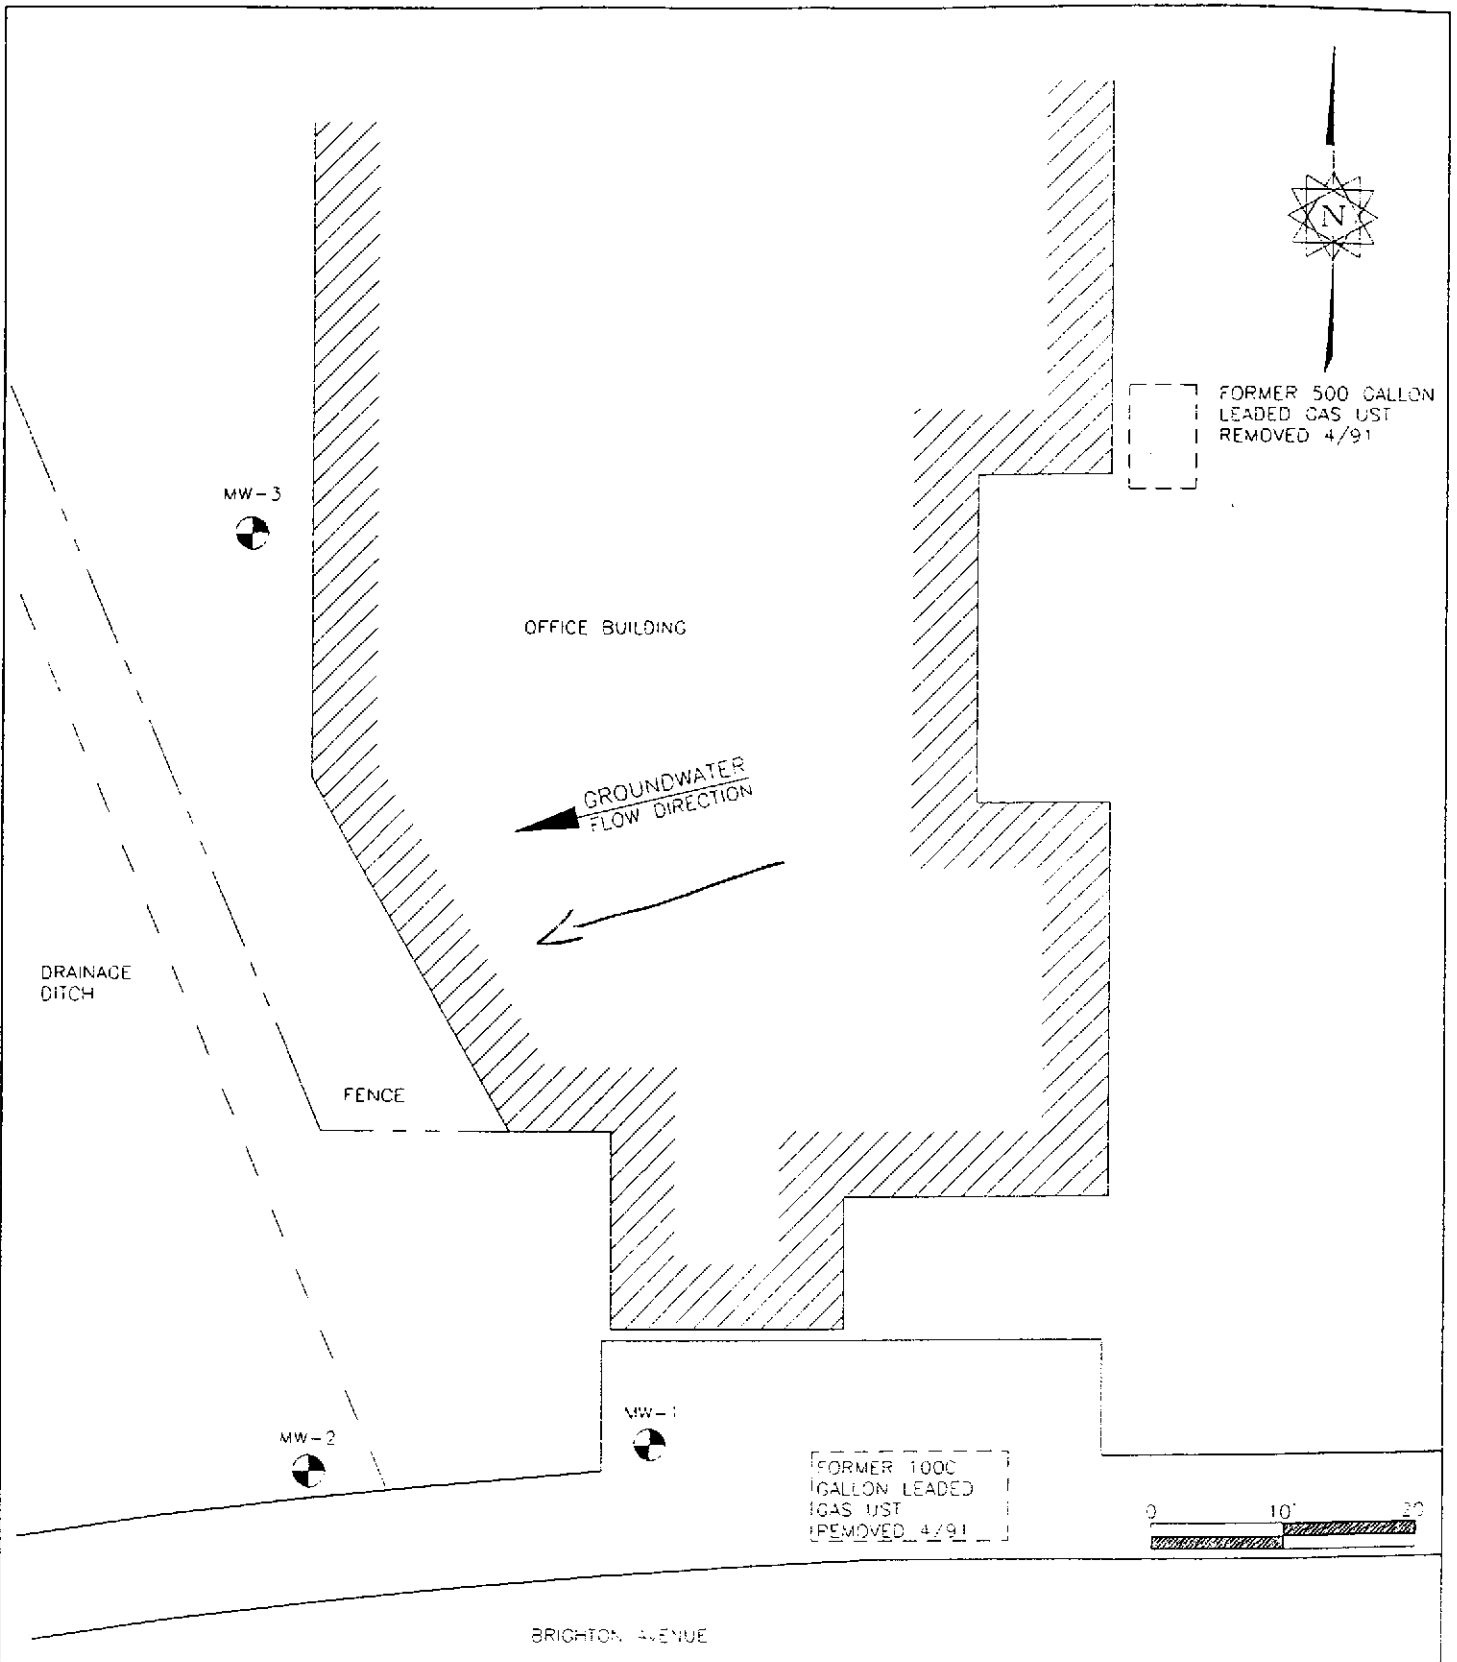 N
FORMER 500 GALLON
LEADED GAS UST
REMOVED 4/91
MW-3
OFFICE BUILDING
GROUNDWATER
FLOW DIRECTION
DRAINAGE
DITCH
FENCE
MW-1
MW-2
FORMER 1000
GALLON LEADED
GAS UST
REMOVED 4/91
0 10' 20
BRIGHTON AVENUE